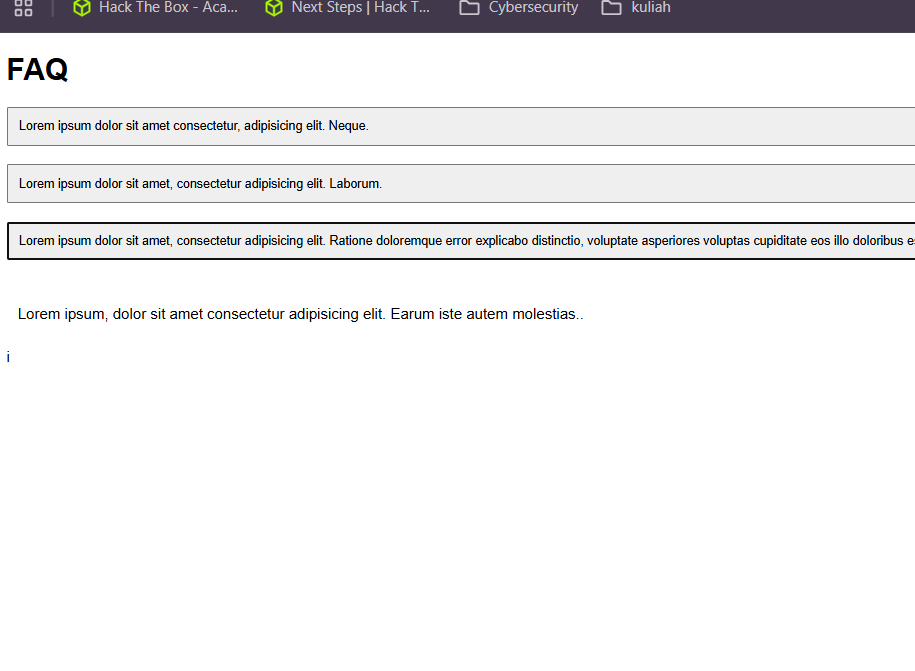 Hack The Box - Aca... Next Steps | Hack T... Cybersecurity kuliah
FAQ
Lorem ipsum dolor sit amet consectetur, adipisicing elit. Neque.
Lorem ipsum dolor sit amet, consectetur adipisicing elit. Laborum.
Lorem ipsum dolor sit amet, consectetur adipisicing elit. Ratione doloremque error explicabo distinctio, voluptate asperiores voluptas cupiditate eos illo doloribus
Lorem ipsum, dolor sit amet consectetur adipisicing elit. Earum iste autem molestias..
i